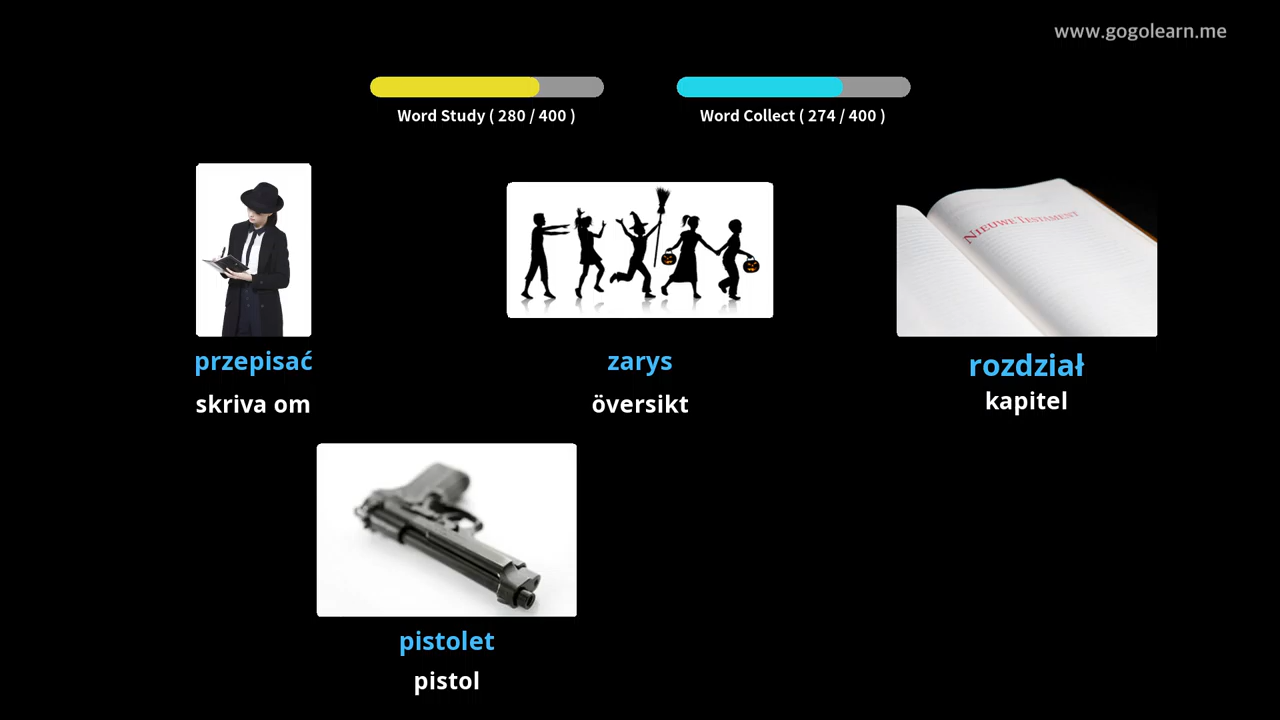 www.gogolearn.me
Word Study ( 280 / 400 )
Word Collect ( 274 / 400 )
NIEUWE TESTAMENT
przepisać
skriva om
zarys
översikt
rozdział
kapitel
pistolet
pistol